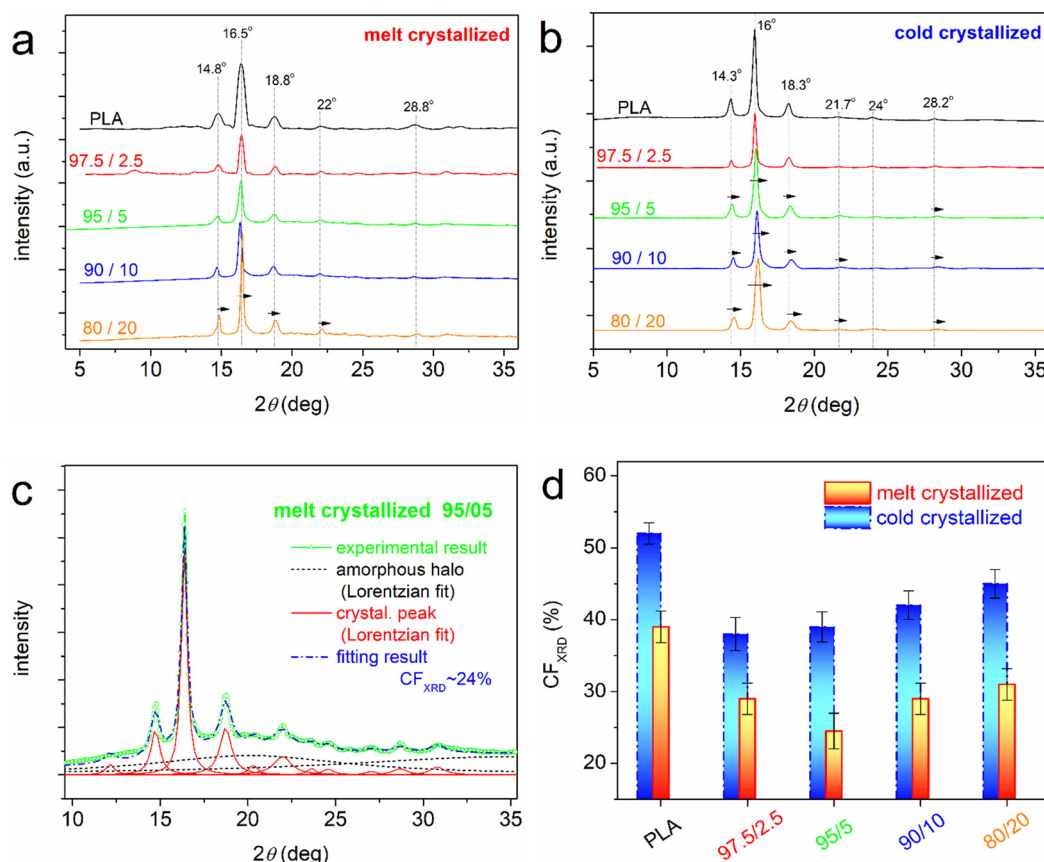 a
melt crystallized
16.5°
14.8°
18.8°
22°
28.8°
PLA
97.5 / 2.5
95 / 5
90 / 10
80 / 20
intensity (a.u.)
5 10 15 20 25 30 35
2θ (deg)
b
cold crystallized
16°
14.3°
18.3°
21.7°
24°
28.2°
PLA
97.5 / 2.5
95 / 5
90 / 10
80 / 20
intensity (a.u.)
5 10 15 20 25 30 35
2θ (deg)
c
melt crystallized 95/05
experimental result
amorphous halo
(Lorentzian fit)
crystal. peak
(Lorentzian fit)
fitting result
CF_XRD~24%
intensity
10 15 20 25 30 35
2θ (deg)
d
melt crystallized
cold crystallized
CF_XRD (%)
60
50
40
30
20
PLA
97.5/2.5
95/5
90/10
80/20